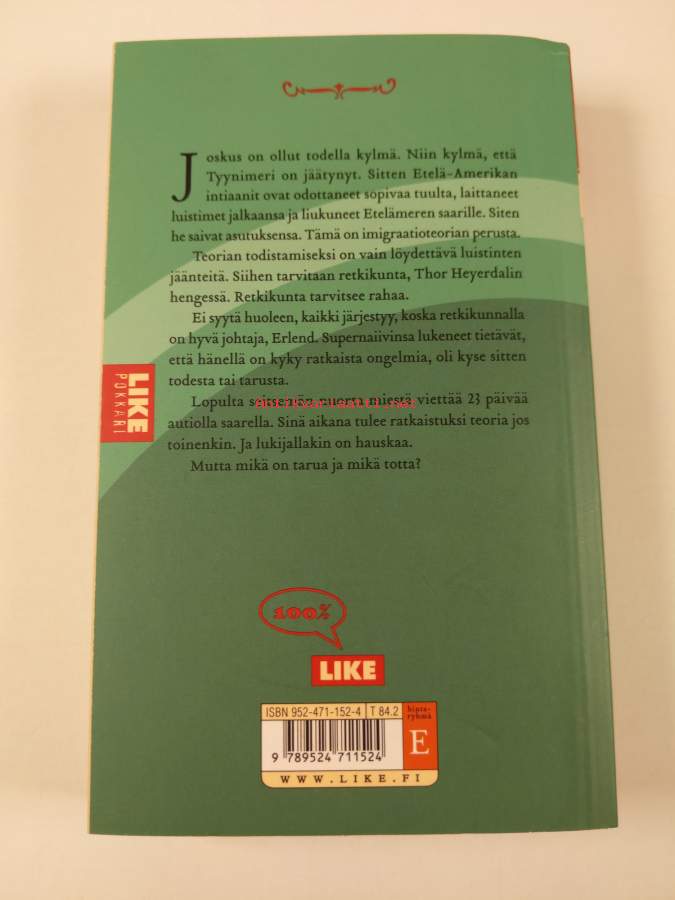 Joskus on ollut todella kylmä. Niin kylmä, että
Tyynimeri on jäätynyt. Sitten Etelä-Amerikan
intiaanit ovat odottaneet sopivaa tuulta, laittaneet
luistimet jalkaansa ja liukuneet Etelämeren saarille. Siten
he saivat asutuksensa. Tämä on imigraatioteorian perusta.
Teorian todistamiseksi on vain löydettävä luistinten
jäänteitä. Siihen tarvitaan retkikunta, Thor Heyerdalin
hengessä. Retkikunta tarvitsee rahaa.
Ei syytä huoleen, kaikki järjestyy, koska retkikunnalla
on hyvä johtaja, Erlend. Supernaiivinsa lukeneet tietävät,
että hänellä on kyky ratkaista ongelmia, oli kyse sitten
todesta tai tarusta.
Lopulta seitsemän nuorta miestä viettää 23 päivää
autiolla saarella. Sinä aikana tulee ratkaistuksi teoria jos
toinenkin. Ja lukijallakin on hauskaa.
Mutta mikä on tarua ja mikä totta?
LIKE
POKKARI
100%
LIKE
ISBN 952-471-152-4 T 84.2
hinta-
ryhmä
E
9 789524 711524
WWW.LIKE.FI